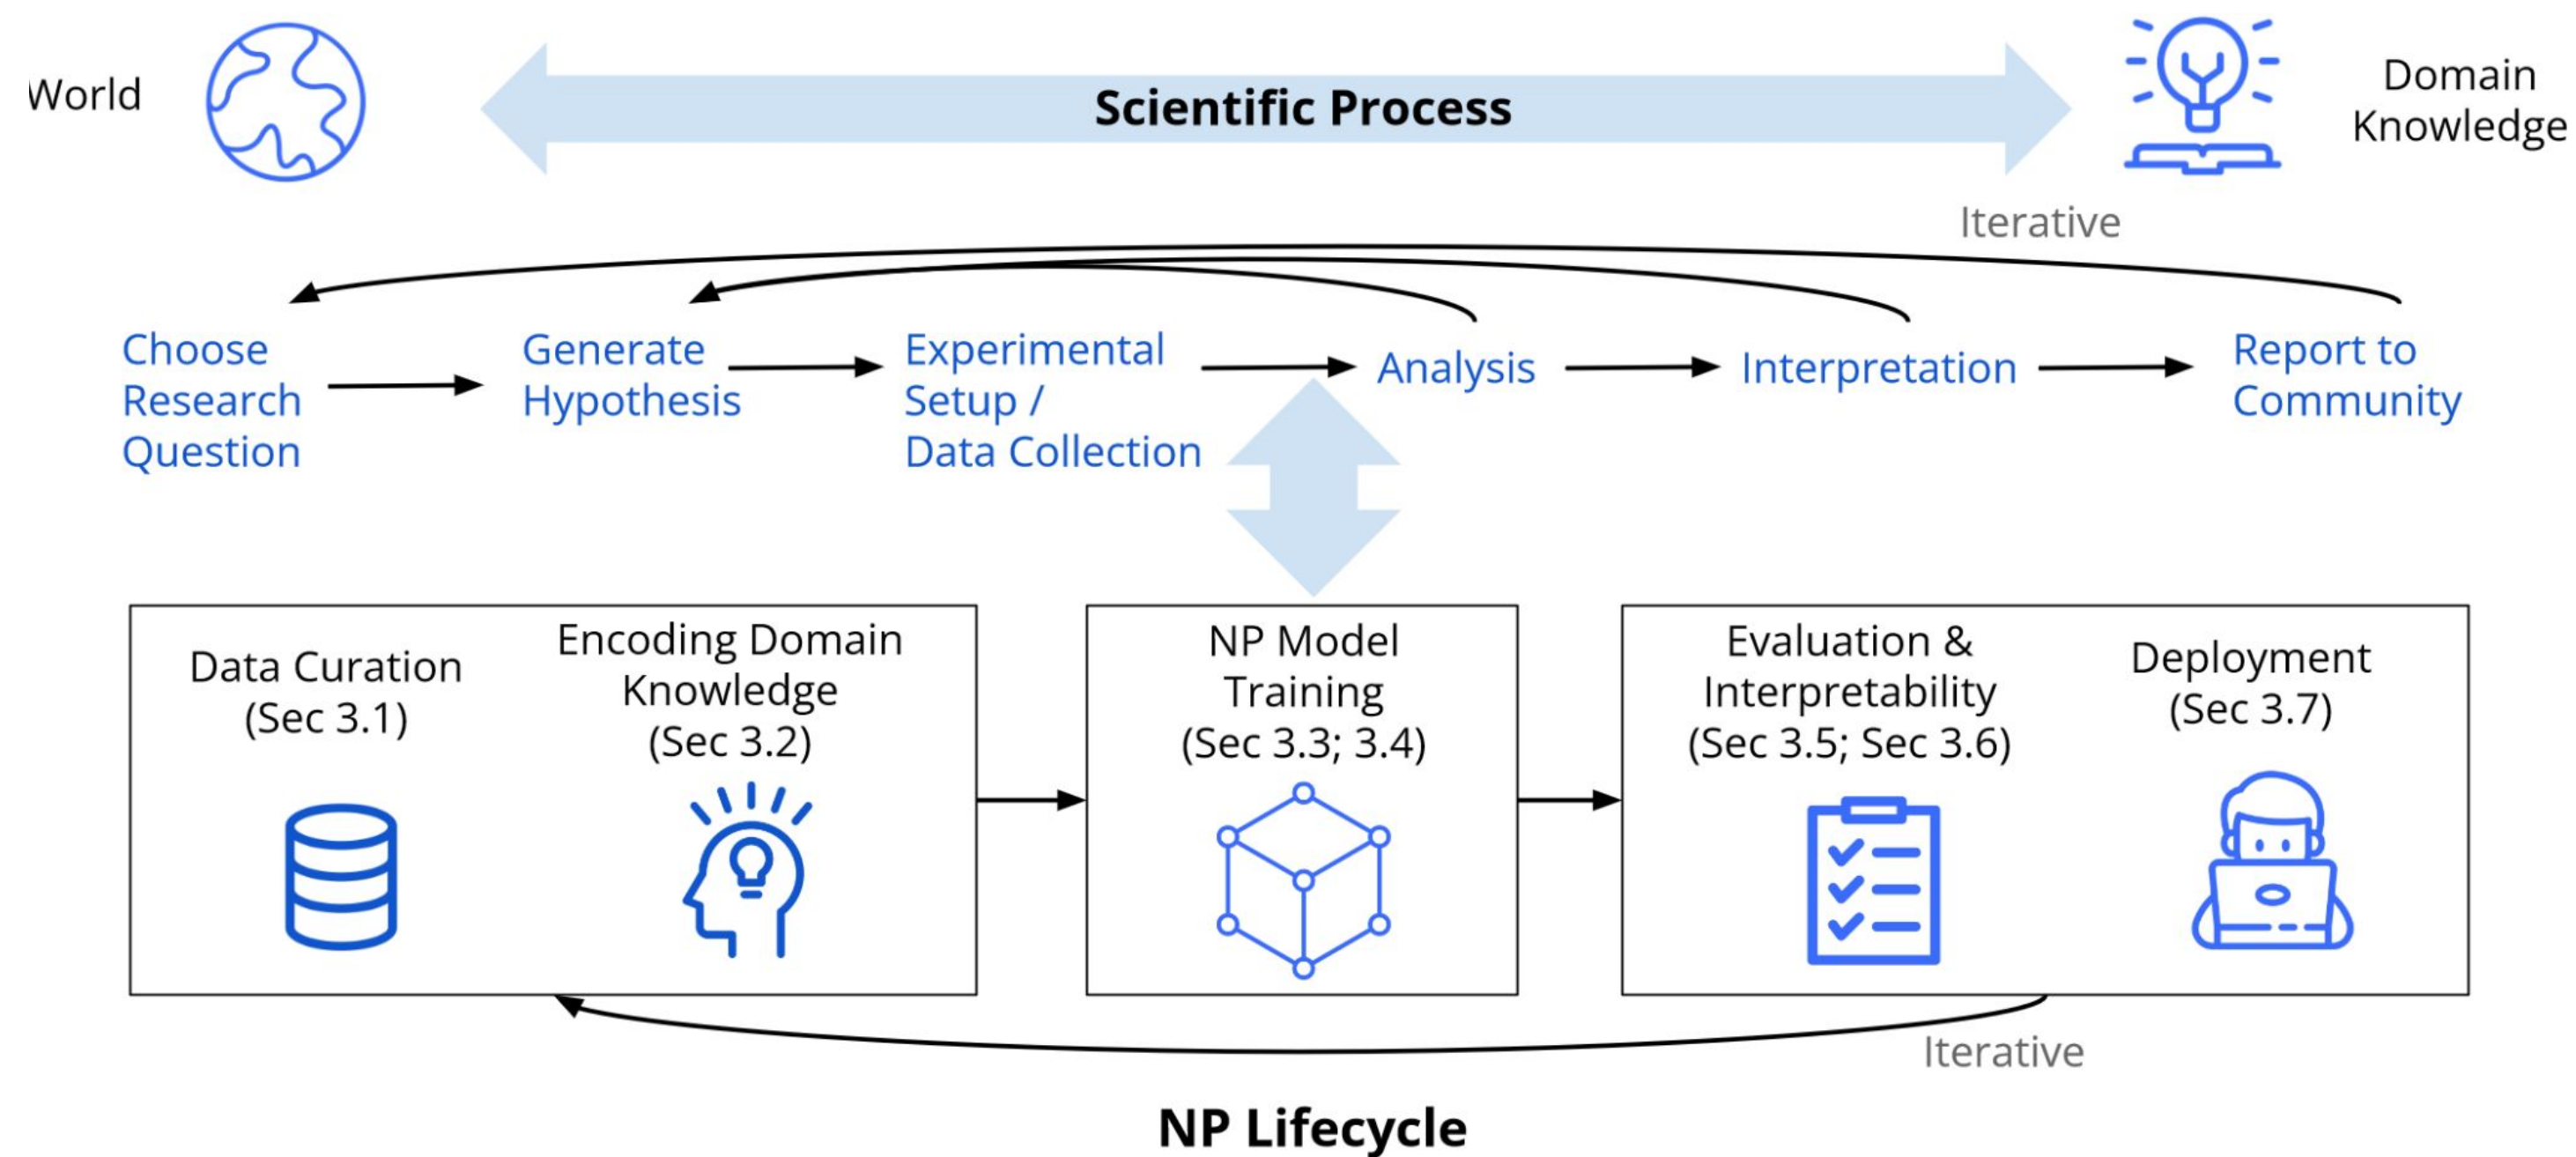 World
Scientific Process
Domain
Knowledge
Iterative
Choose
Research
Question
Generate
Hypothesis
Experimental
Setup /
Data Collection
Analysis
Interpretation
Report to
Community
Data Curation
(Sec 3.1)
Encoding Domain
Knowledge
(Sec 3.2)
NP Model
Training
(Sec 3.3; 3.4)
Evaluation &
Interpretability
(Sec 3.5; Sec 3.6)
Deployment
(Sec 3.7)
Iterative
NP Lifecycle